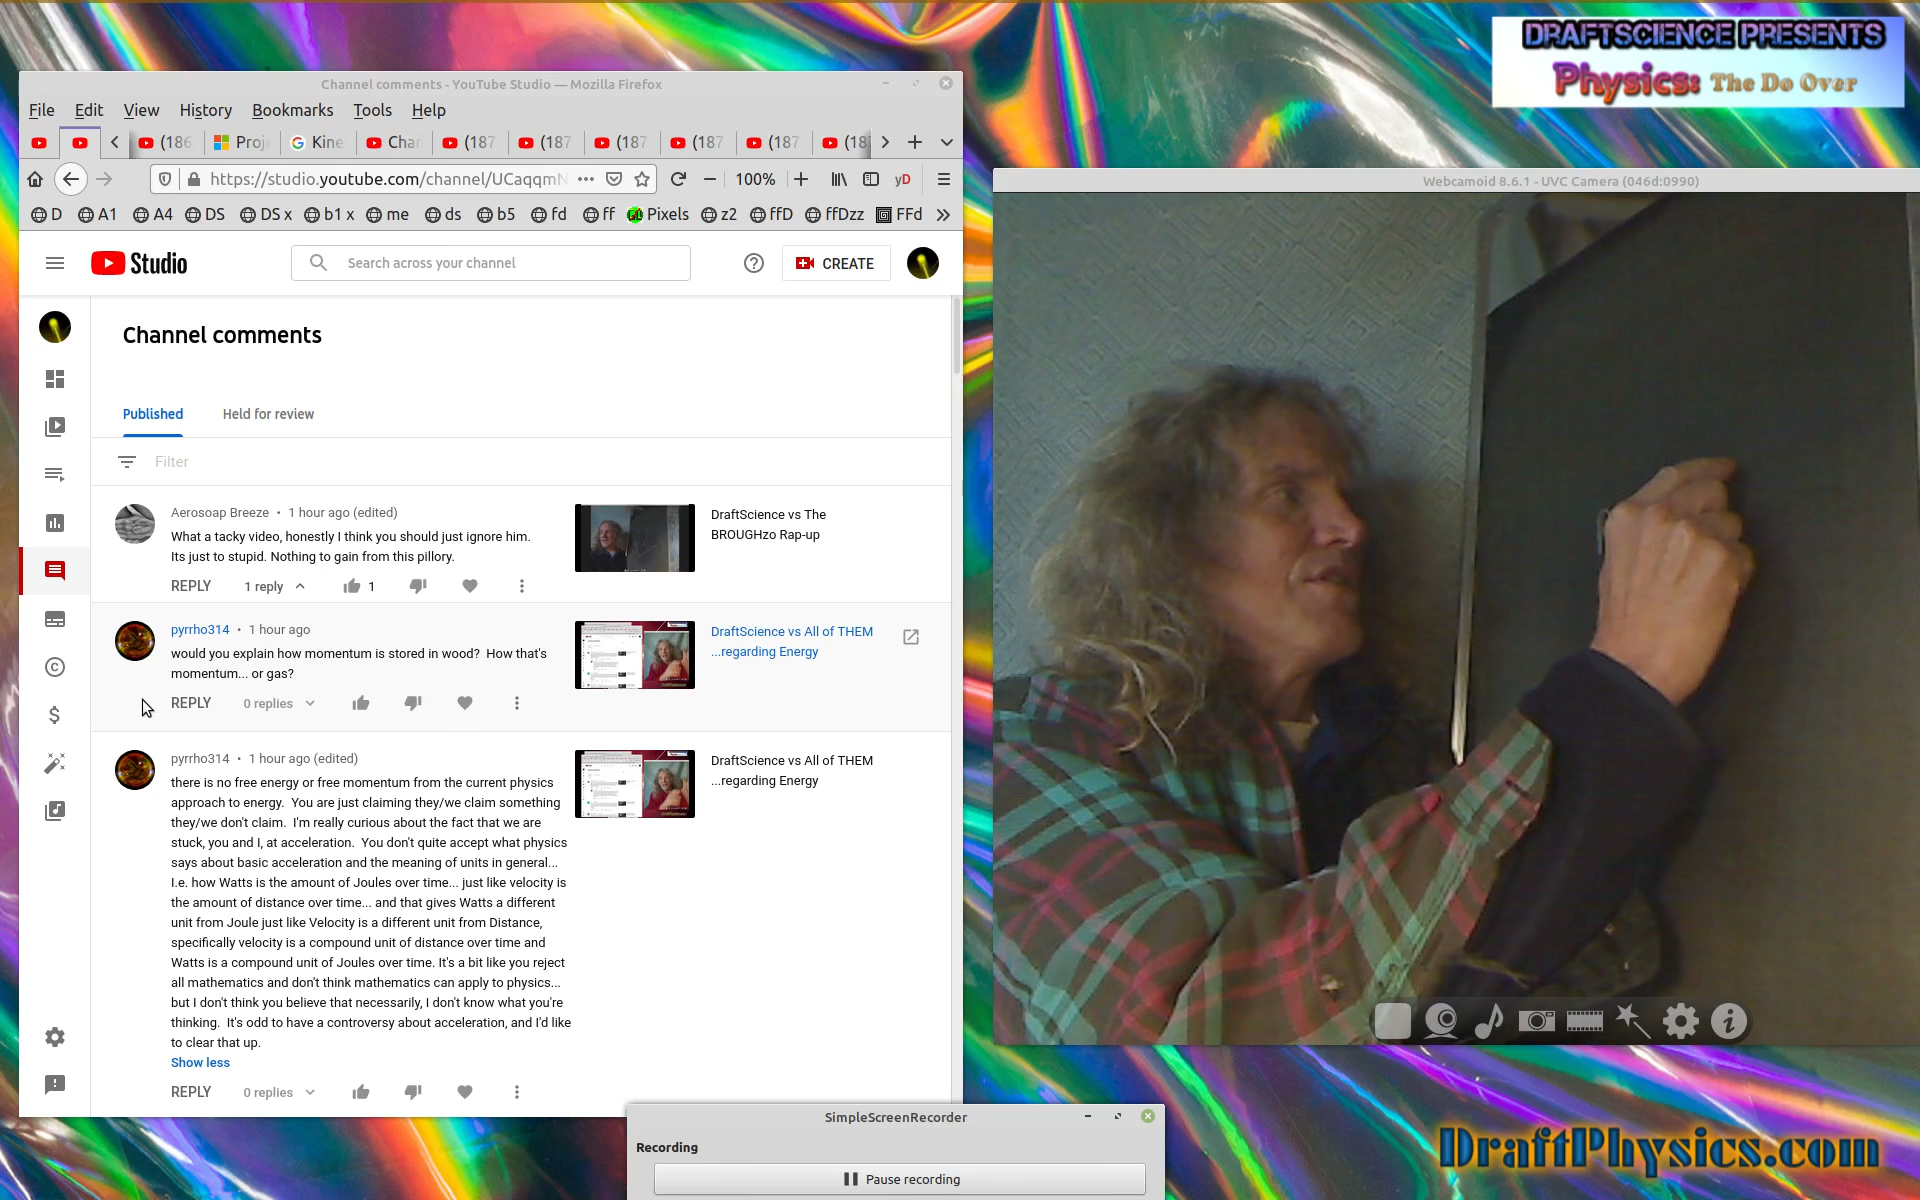 DRAFTSCIENCE PRESENTS
Physics: The Do Over
Channel comments - YouTube Studio — Mozilla Firefox
File Edit View History Bookmarks Tools Help
(186 Proj Kine Char (187 (187 (187 (187 (187 (18
https://studio.youtube.com/channel/UCaqqmN 100% yD
D A1 A4 DS DS x b1 x me ds b5 fd ff Pixels z2 ffD ffDzz FFd
Webcamoid 8.6.1 - UVC Camera (046d:0990)
Studio
Search across your channel
CREATE
Channel comments
Published Held for review
Filter
Aerosoap Breeze • 1 hour ago (edited)
What a tacky video, honestly I think you should just ignore him.
Its just to stupid. Nothing to gain from this pillory.
REPLY 1 reply 1
DraftScience vs The
BROUGHzo Rap-up
pyrrho314 • 1 hour ago
would you explain how momentum is stored in wood? How that's
momentum... or gas?
REPLY 0 replies
DraftScience vs All of THEM
...regarding Energy
pyrrho314 • 1 hour ago (edited)
there is no free energy or free momentum from the current physics
approach to energy. You are just claiming they/we claim something
they/we don't claim. I'm really curious about the fact that we are
stuck, you and I, at acceleration. You don't quite accept what physics
says about basic acceleration and the meaning of units in general...
I.e. how Watts is the amount of Joules over time... just like velocity is
the amount of distance over time... and that gives Watts a different
unit from Joule just like Velocity is a different unit from Distance,
specifically velocity is a compound unit of distance over time and
Watts is a compound unit of Joules over time. It's a bit like you reject
all mathematics and don't think mathematics can apply to physics...
but I don't think you believe that necessarily, I don't know what you're
thinking. It's odd to have a controversy about acceleration, and I'd like
to clear that up.
Show less
REPLY 0 replies
DraftScience vs All of THEM
...regarding Energy
SimpleScreenRecorder
Recording
Pause recording
DraftPhysics.com